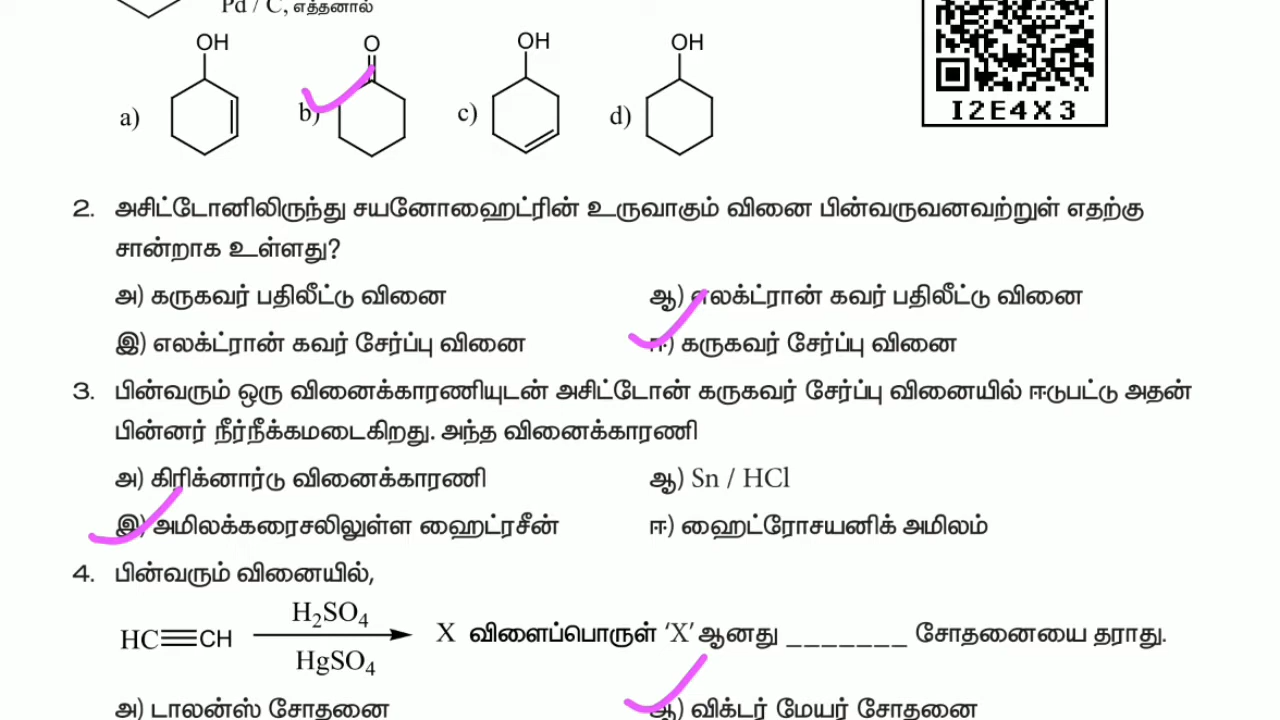 Pd / C, எத்தனால்
OH
O
OH
OH
a)
b)
c)
d)
I2E4X3
2. அசிட்டோனிலிருந்து சயனோஹைட்ரின் உருவாகும் வினை பின்வருவனவற்றுள் எதற்கு
சான்றாக உள்ளது?
அ) கருகவர் பதிலீட்டு வினை
ஆ) எலக்ட்ரான் கவர் பதிலீட்டு வினை
இ) எலக்ட்ரான் கவர் சேர்ப்பு வினை
ஈ) கருகவர் சேர்ப்பு வினை
3. பின்வரும் ஒரு வினைக்காரணியுடன் அசிட்டோன் கருகவர் சேர்ப்பு வினையில் ஈடுபட்டு அதன்
பின்னர் நீர்நீக்கமடைகிறது. அந்த வினைக்காரணி
அ) கிரிக்னார்டு வினைக்காரணி
ஆ) Sn / HCl
இ) அமிலக்கரைசலிலுள்ள ஹைட்ரசீன்
ஈ) ஹைட்ரோசயனிக் அமிலம்
4. பின்வரும் வினையில்,
H₂SO₄
HC≡CH X விளைப்பொருள் ‘X’ ஆனது _______ சோதனையை தராது.
HgSO₄
அ) டாலன்ஸ் சோதனை
ஆ) விக்டர் மேயர் சோதனை